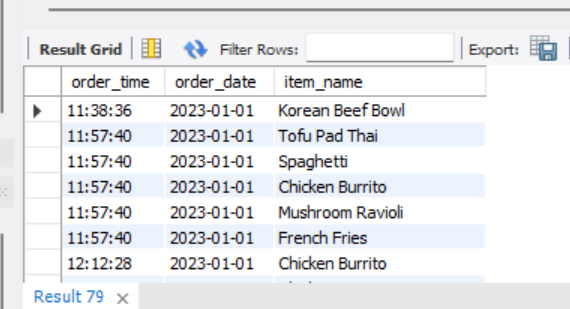 Result Grid Filter Rows: Export:
order_time order_date item_name
11:38:36 2023-01-01 Korean Beef Bowl
11:57:40 2023-01-01 Tofu Pad Thai
11:57:40 2023-01-01 Spaghetti
11:57:40 2023-01-01 Chicken Burrito
11:57:40 2023-01-01 Mushroom Ravioli
11:57:40 2023-01-01 French Fries
12:12:28 2023-01-01 Chicken Burrito
Result 79